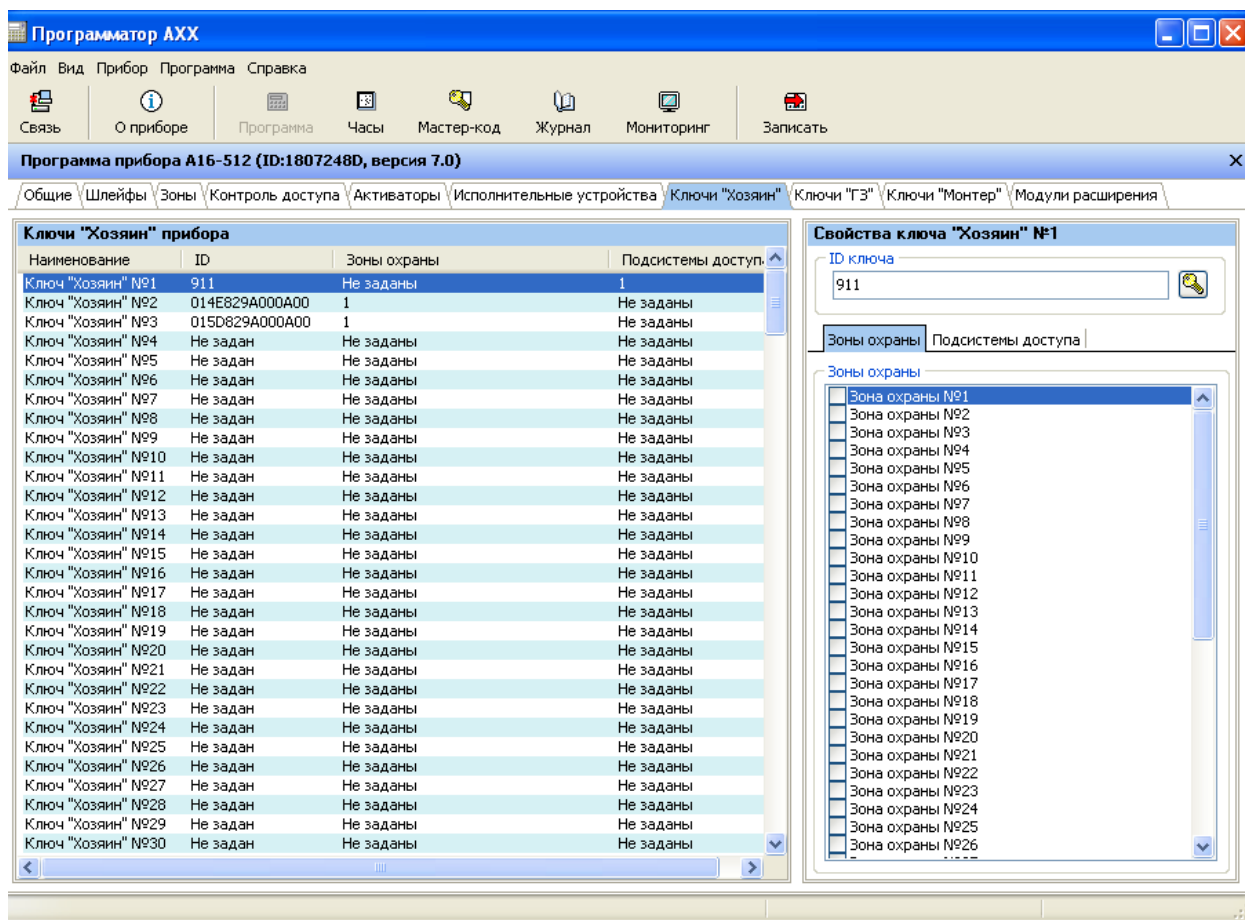 Программатор AXX
Файл Вид Прибор Программа Справка
Связь О приборе Программа Часы Мастер-код Журнал Мониторинг Записать
Программа прибора A16-512 (ID:1807248D, версия 7.0)
Общие Шлейфы Зоны Контроль доступа Активаторы Исполнительные устройства Ключи "Хозяин" Ключи "ГЗ" Ключи "Монтер" Модули расширения
Ключи "Хозяин" прибора
Наименование ID Зоны охраны Подсистемы доступ
Ключ "Хозяин" №1 911 Не заданы 1
Ключ "Хозяин" №2 014E829A000A00 1 Не заданы
Ключ "Хозяин" №3 015D829A000A00 1 Не заданы
Ключ "Хозяин" №4 Не задан Не заданы Не заданы
Ключ "Хозяин" №5 Не задан Не заданы Не заданы
Ключ "Хозяин" №6 Не задан Не заданы Не заданы
Ключ "Хозяин" №7 Не задан Не заданы Не заданы
Ключ "Хозяин" №8 Не задан Не заданы Не заданы
Ключ "Хозяин" №9 Не задан Не заданы Не заданы
Ключ "Хозяин" №10 Не задан Не заданы Не заданы
Ключ "Хозяин" №11 Не задан Не заданы Не заданы
Ключ "Хозяин" №12 Не задан Не заданы Не заданы
Ключ "Хозяин" №13 Не задан Не заданы Не заданы
Ключ "Хозяин" №14 Не задан Не заданы Не заданы
Ключ "Хозяин" №15 Не задан Не заданы Не заданы
Ключ "Хозяин" №16 Не задан Не заданы Не заданы
Ключ "Хозяин" №17 Не задан Не заданы Не заданы
Ключ "Хозяин" №18 Не задан Не заданы Не заданы
Ключ "Хозяин" №19 Не задан Не заданы Не заданы
Ключ "Хозяин" №20 Не задан Не заданы Не заданы
Ключ "Хозяин" №21 Не задан Не заданы Не заданы
Ключ "Хозяин" №22 Не задан Не заданы Не заданы
Ключ "Хозяин" №23 Не задан Не заданы Не заданы
Ключ "Хозяин" №24 Не задан Не заданы Не заданы
Ключ "Хозяин" №25 Не задан Не заданы Не заданы
Ключ "Хозяин" №26 Не задан Не заданы Не заданы
Ключ "Хозяин" №27 Не задан Не заданы Не заданы
Ключ "Хозяин" №28 Не задан Не заданы Не заданы
Ключ "Хозяин" №29 Не задан Не заданы Не заданы
Ключ "Хозяин" №30 Не задан Не заданы Не заданы
Свойства ключа "Хозяин" №1
ID ключа
911
Зоны охраны Подсистемы доступа
Зоны охраны
Зона охраны №1
Зона охраны №2
Зона охраны №3
Зона охраны №4
Зона охраны №5
Зона охраны №6
Зона охраны №7
Зона охраны №8
Зона охраны №9
Зона охраны №10
Зона охраны №11
Зона охраны №12
Зона охраны №13
Зона охраны №14
Зона охраны №15
Зона охраны №16
Зона охраны №17
Зона охраны №18
Зона охраны №19
Зона охраны №20
Зона охраны №21
Зона охраны №22
Зона охраны №23
Зона охраны №24
Зона охраны №25
Зона охраны №26